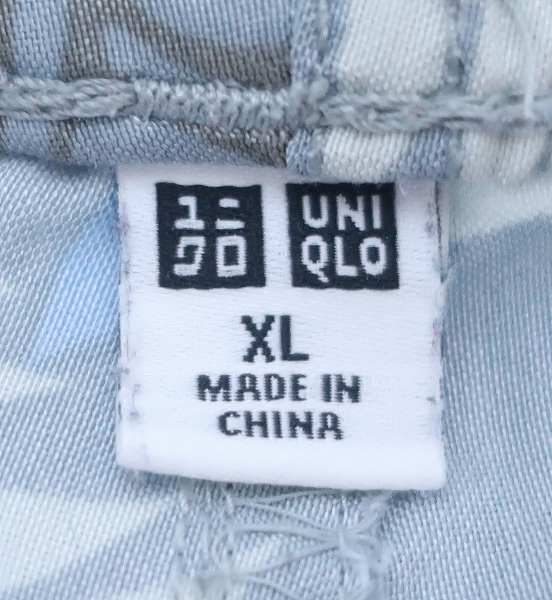 ユニ UNI
クロ QLO
XL
MADE IN
CHINA